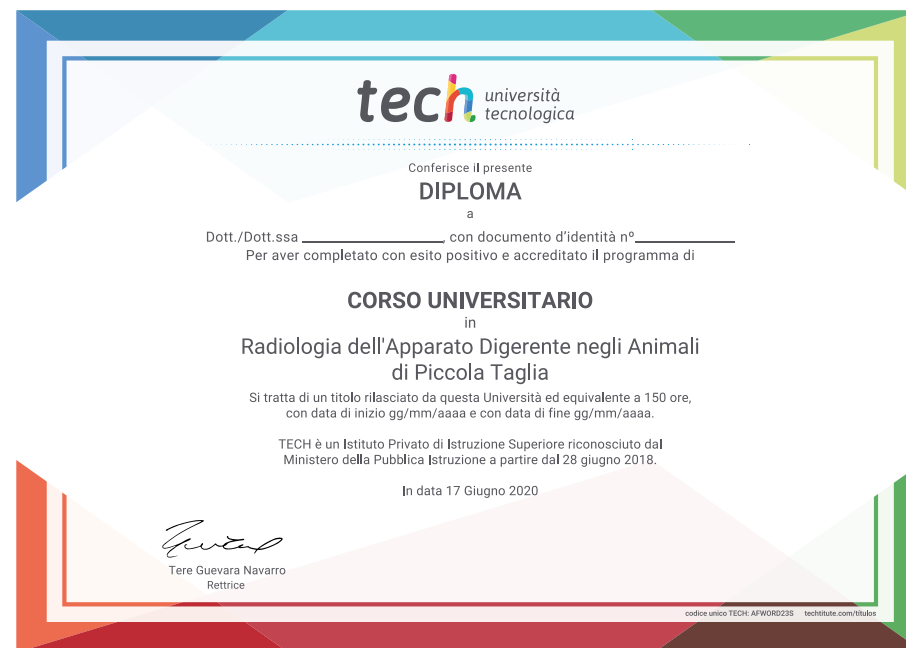 tech università
tecnologica
Conferisce il presente
DIPLOMA
a
Dott./Dott.ssa ____________________, con documento d'identità nº______________
Per aver completato con esito positivo e accreditato il programma di
CORSO UNIVERSITARIO
in
Radiologia dell'Apparato Digerente negli Animali
di Piccola Taglia
Si tratta di un titolo rilasciato da questa Università ed equivalente a 150 ore,
con data di inizio gg/mm/aaaa e con data di fine gg/mm/aaaa.
TECH è un Istituto Privato di Istruzione Superiore riconosciuto dal
Ministero della Pubblica Istruzione a partire dal 28 giugno 2018.
In data 17 Giugno 2020
Tere Guevara Navarro
Rettrice
codice unico TECH: AFWORD23S techtitute.com/títulos